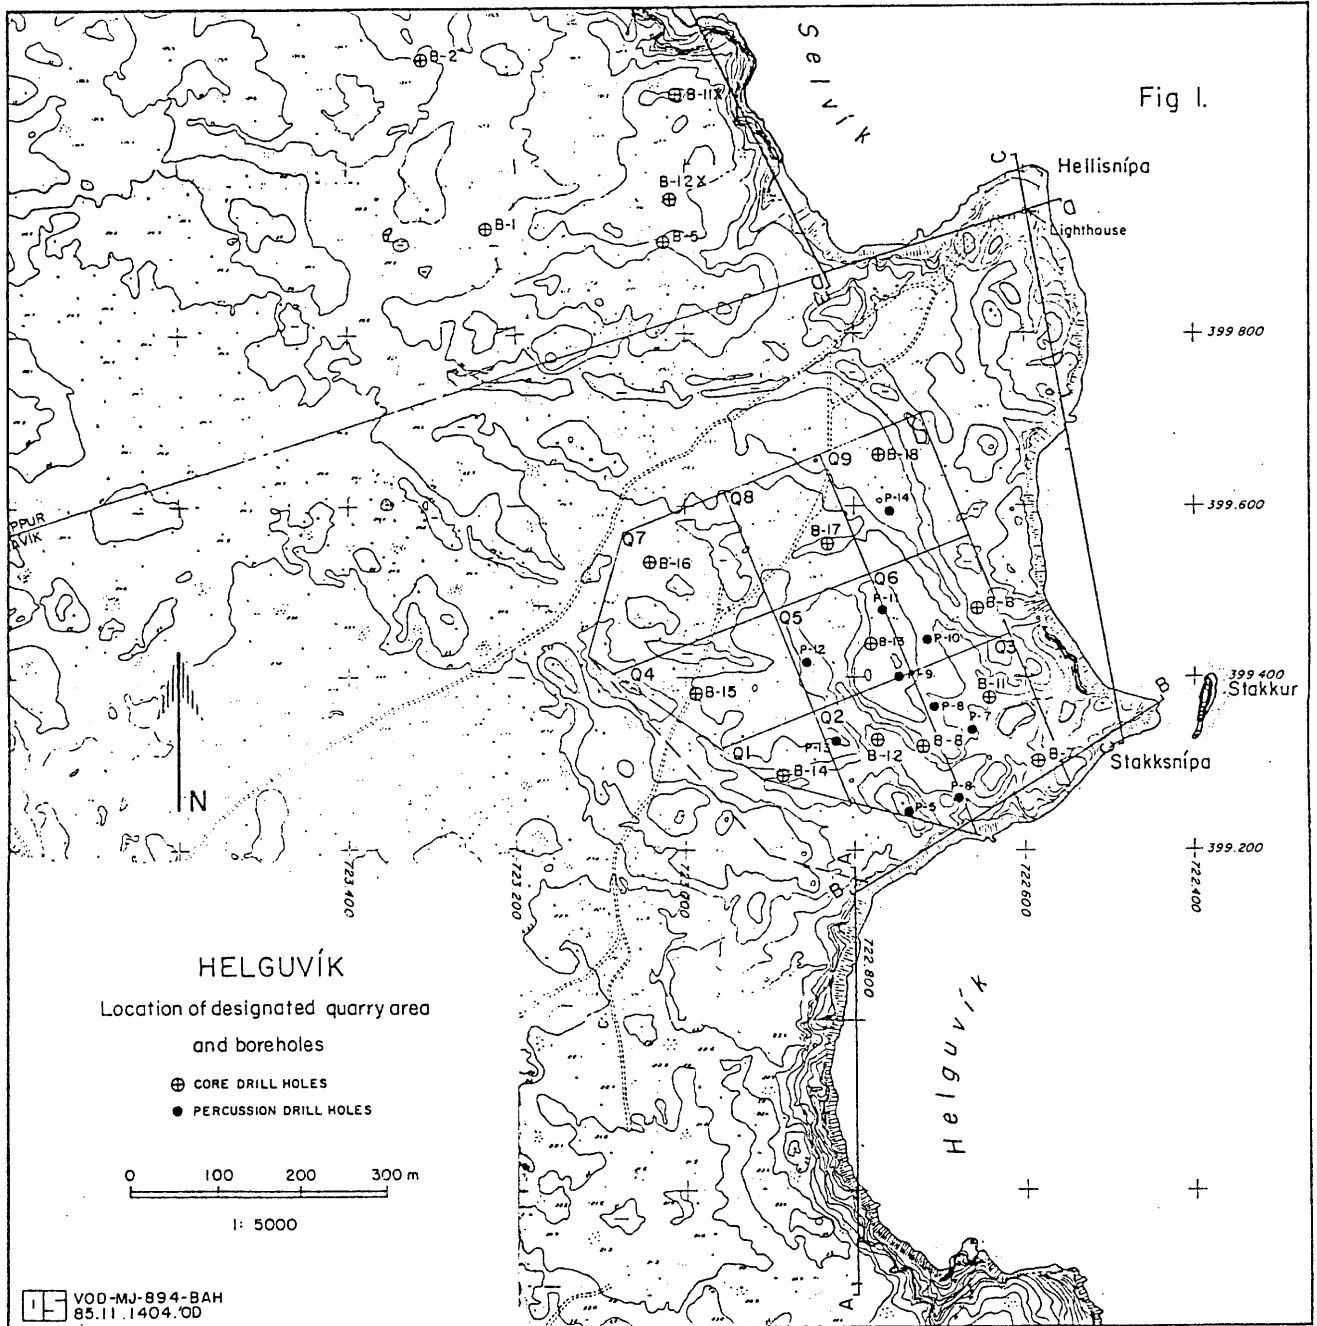 Selvík
Fig 1.
B-2
B-11X
B-12X
B-1
B-5
C
Hellisnípa
D
Lighthouse
E
399 800
D
Q9
B-18
P-14
Q8
399.600
Q7
B-17
B-16
Q6
P-11
Q5
B-6
B-13
P-10
Q3
P-12
Q4
P-9
399 400
B-15
B-11
B
Stakkur
P-8
Q2
P-7
Q1
P-13
B-12
B-8
B-7
C
Stakksnípa
B-14
P-5
P-6
N
A
B
399.200
723.400
723.200
723.000
722.800
722.600
722.400
HELGUVÍK
Location of designated quarry area
and boreholes
CORE DRILL HOLES
PERCUSSION DRILL HOLES
Helguvík
0 100 200 300 m
1: 5000
A
VOD-MJ-894-BAH
85.11.1404.OD